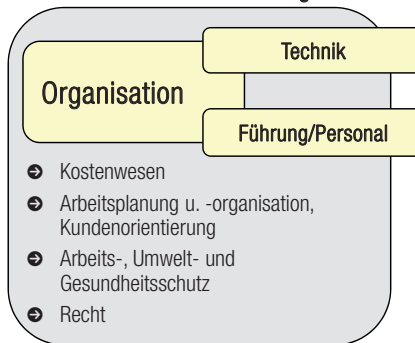 Technik
Organisation
Führung/Personal
Kostenwesen
Arbeitsplanung u. -organisation,
Kundenorientierung
Arbeits-, Umwelt- und
Gesundheitsschutz
Recht